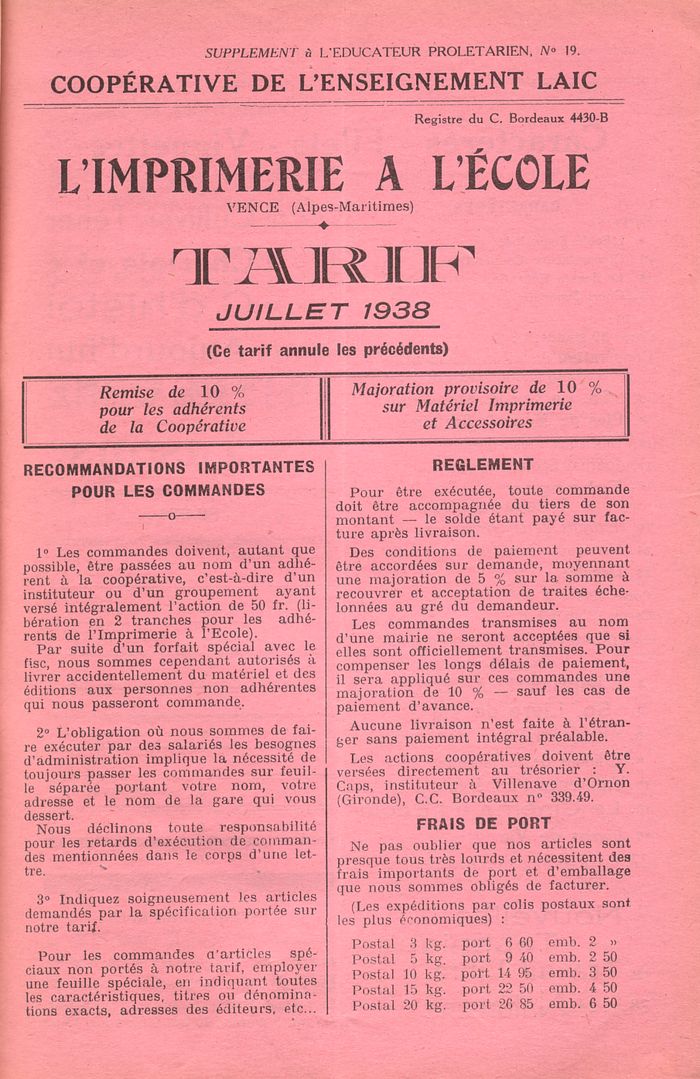 SUPPLEMENT à L'EDUCATEUR PROLETARIEN, No 19.
COOPÉRATIVE DE L'ENSEIGNEMENT LAIC
Registre du C. Bordeaux 4430-B
L'IMPRIMERIE A L'ÉCOLE
VENCE (Alpes-Maritimes)
TARIF
JUILLET 1938
(Ce tarif annule les précédents)
Remise de 10 %
pour les adhérents
de la Coopérative
Majoration provisoire de 10 %
sur Matériel Imprimerie
et Accessoires
RECOMMANDATIONS IMPORTANTES
POUR LES COMMANDES
1° Les commandes doivent, autant que
possible, être passées au nom d'un adhé-
rent à la coopérative, c'est-à-dire d'un
instituteur ou d'un groupement ayant
versé intégralement l'action de 50 fr. (li-
bération en 2 tranches pour les adhé-
rents de l'Imprimerie à l'Ecole).
Par suite d'un forfait spécial avec le
fisc, nous sommes cependant autorisés à
livrer accidentellement du matériel et des
éditions aux personnes non adhérentes
qui nous passeront commande.
2° L'obligation où nous sommes de fai-
re exécuter par des salariés les besognes
d'administration implique la nécessité de
toujours passer les commandes sur feuil-
le séparée portant votre nom, votre
adresse et le nom de la gare qui vous
dessert.
Nous déclinons toute responsabilité
pour les retards d'exécution de comman-
des mentionnées dans le corps d'une let-
tre.
3° Indiquez soigneusement les articles
demandés par la spécification portée sur
notre tarif.
Pour les commandes d'articles spé-
ciaux non portés à notre tarif, employer
une feuille spéciale, en indiquant toutes
les caractéristiques, titres ou dénomina-
tions exacts, adresses des éditeurs, etc...
REGLEMENT
Pour être exécutée, toute commande
doit être accompagnée du tiers de son
montant — le solde étant payé sur fac-
ture après livraison.
Des conditions de paiement peuvent
être accordées sur demande, moyennant
une majoration de 5 % sur la somme à
recouvrer et acceptation de traites éche-
lonnées au gré du demandeur.
Les commandes transmises au nom
d'une mairie ne seront acceptées que si
elles sont officiellement transmises. Pour
compenser les longs délais de paiement,
il sera appliqué sur ces commandes une
majoration de 10 % — sauf les cas de
paiement d'avance.
Aucune livraison n'est faite à l'étran-
ger sans paiement intégral préalable.
Les actions coopératives doivent être
versées directement au trésorier : Y.
Caps, instituteur à Villenave d'Ornon
(Gironde), C.C. Bordeaux n° 339.49.
FRAIS DE PORT
Ne pas oublier que nos articles sont
presque tous très lourds et nécessitent des
frais importants de port et d'emballage
que nous sommes obligés de facturer.
(Les expéditions par colis postaux sont
les plus économiques) :
Postal 3 kg. port 6 60 emb. 2 »
Postal 5 kg. port 9 40 emb. 2 50
Postal 10 kg. port 14 95 emb. 3 50
Postal 15 kg. port 22 50 emb. 4 50
Postal 20 kg. port 26 85 emb. 6 50